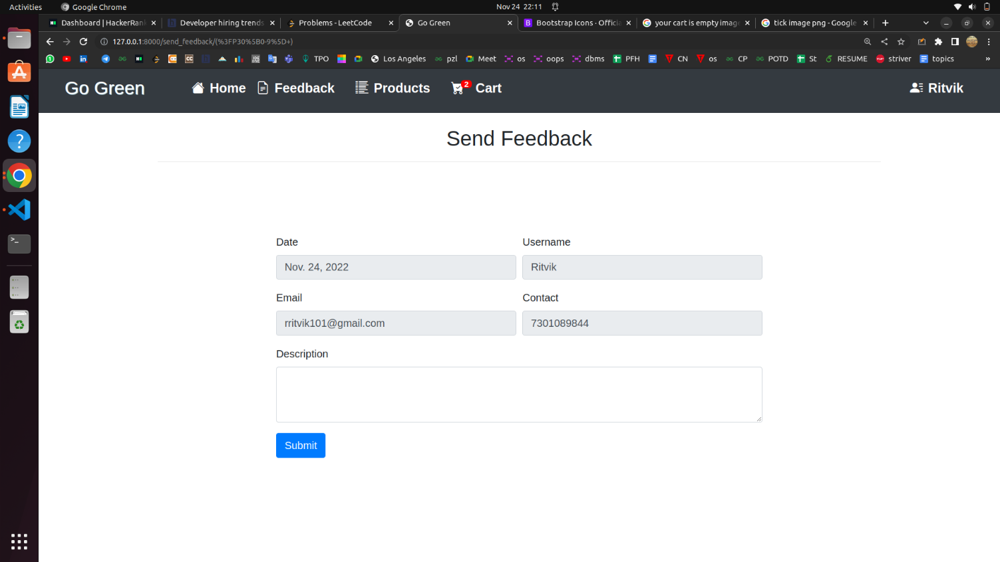 Activities Google Chrome Nov 24 22:11
Dashboard | HackerRank Developer hiring trends Problems - LeetCode Go Green Bootstrap Icons · Officia your cart is empty image tick image png - Google
127.0.0.1:8000/send_feedback/(%3FP30%5B0-9%5D+)
TPO Los Angeles pzl Meet os oops dbms PFH CN os CP POTD St RESUME striver topics »
Go Green Home Feedback Products 2 Cart Ritvik
Send Feedback
Date Username
Nov. 24, 2022 Ritvik
Email Contact
rritvik101@gmail.com 7301089844
Description
Submit